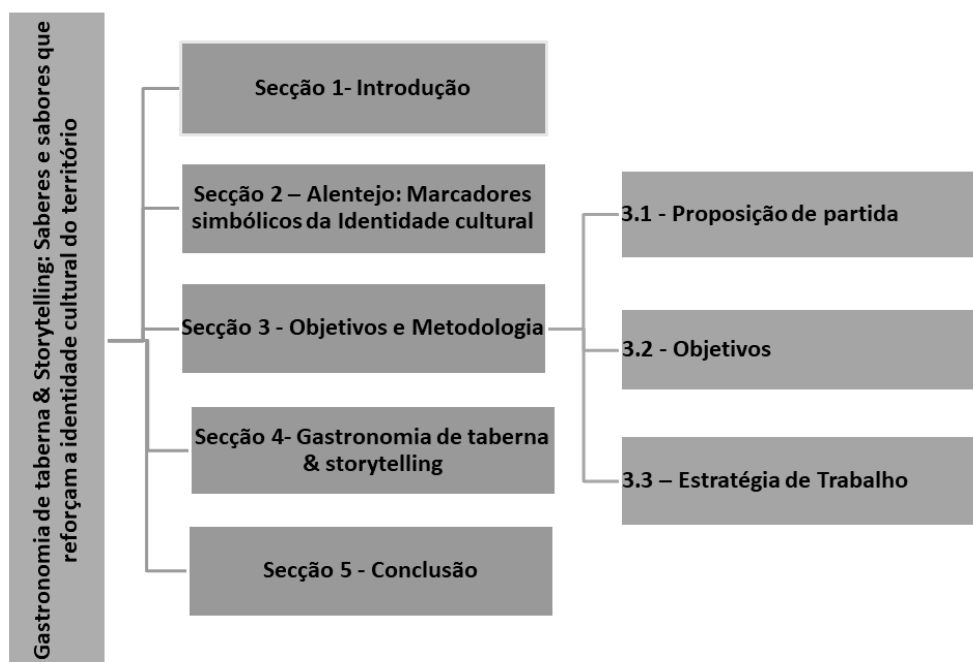 Gastronomia de taberna & Storytelling: Saberes e sabores que
reforçam a identidade cultural do território
Secção 1- Introdução
Secção 2 – Alentejo: Marcadores
simbólicos da Identidade cultural
Secção 3 - Objetivos e Metodologia
3.1 - Proposição de partida
3.2 - Objetivos
3.3 – Estratégia de Trabalho
Secção 4- Gastronomia de taberna
& storytelling
Secção 5 - Conclusão